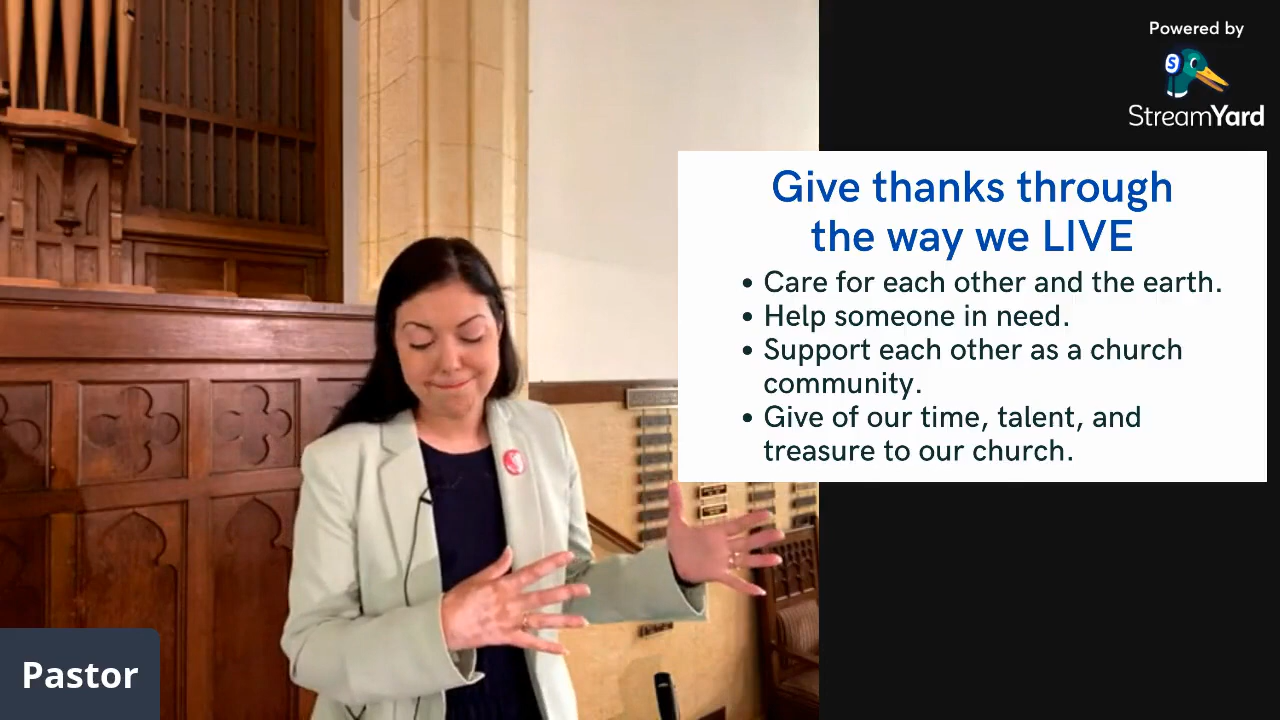 Powered by
S
StreamYard
Give thanks through
the way we LIVE
• Care for each other and the earth.
• Help someone in need.
• Support each other as a church
community.
• Give of our time, talent, and
treasure to our church.
Pastor